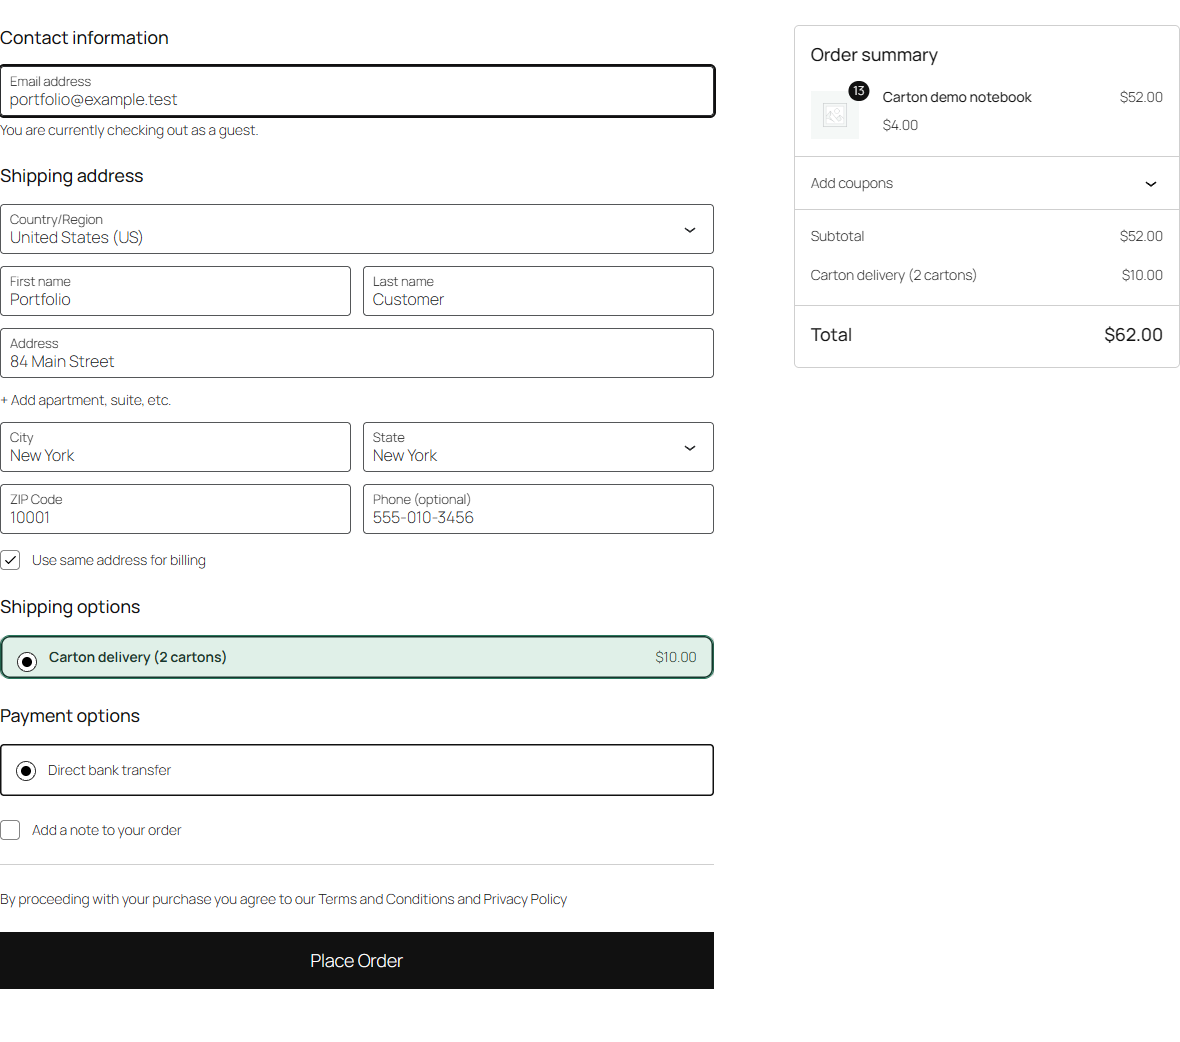 Contact information
Email address
portfolio@example.test
You are currently checking out as a guest.
Shipping address
Country/Region
United States (US)
First name
Portfolio
Last name
Customer
Address
84 Main Street
+ Add apartment, suite, etc.
City
New York
State
New York
ZIP Code
10001
Phone (optional)
555-010-3456
Use same address for billing
Shipping options
Carton delivery (2 cartons) $10.00
Payment options
Direct bank transfer
Add a note to your order
By proceeding with your purchase you agree to our Terms and Conditions and Privacy Policy
Place Order
Order summary
13
Carton demo notebook $52.00
$4.00
Add coupons
Subtotal $52.00
Carton delivery (2 cartons) $10.00
Total $62.00